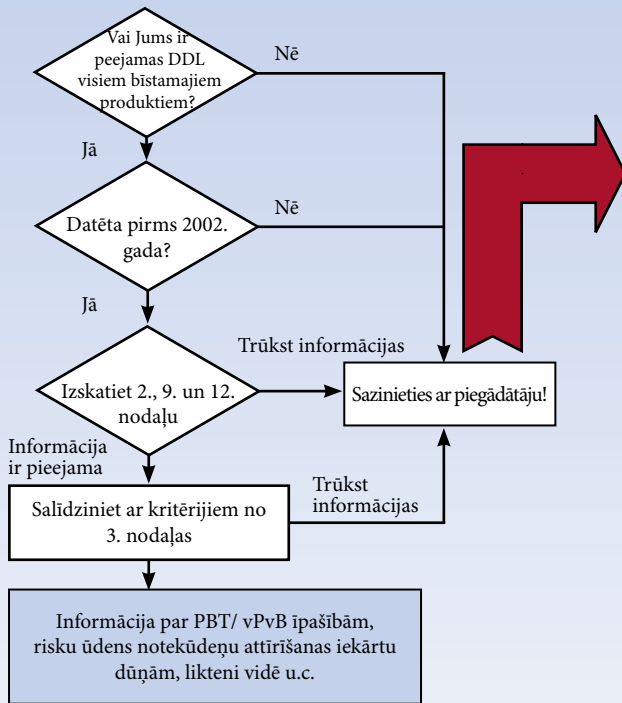 Vai Jums ir
peejamas DDL
visiem bīstamajiem
produktiem?
Nē
Jā
Datēta pirms 2002.
gada?
Nē
Jā
Izskatiet 2., 9. un 12.
nodaļu
Trūkst informācijas
Sazinieties ar piegādātāju!
Informācija
ir pieejama
Salīdziniet ar kritērijiem no
3. nodaļas
Trūkst
informācijas
Informācija par PBT/ vPvB īpašībām,
risku ūdens notekūdeņu attīrīšanas iekārtu
dūņām, likteni vidē u.c.